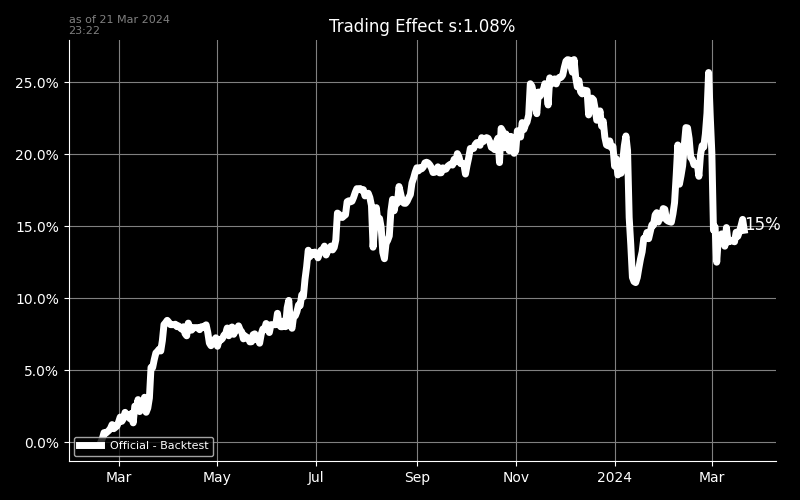 as of 21 Mar 2024
23:22
Trading Effect s:1.08%
25.0%
20.0%
15.0%
15%
10.0%
5.0%
0.0%
Official - Backtest
Mar May Jul Sep Nov 2024 Mar